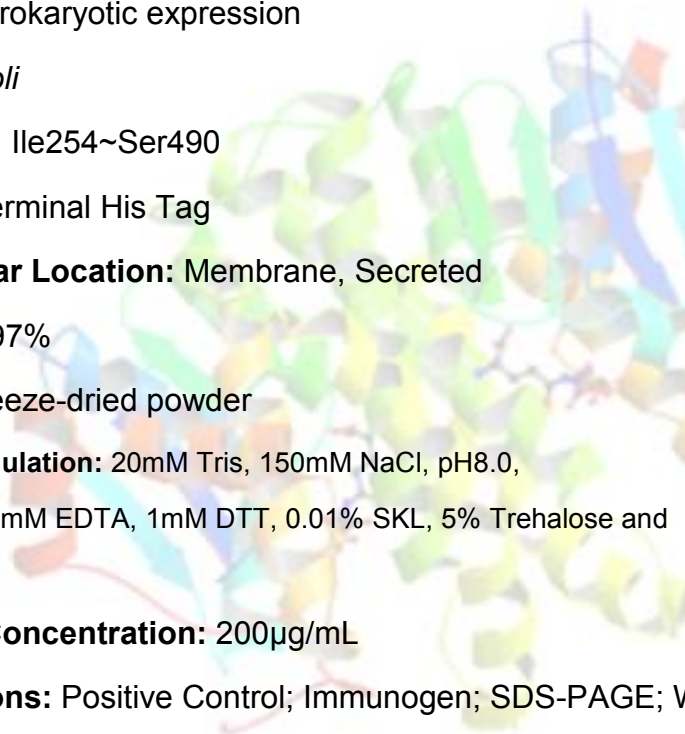 rokaryotic expression
oli
Ile254~Ser490
erminal His Tag
ar Location: Membrane, Secreted
97%
eeze-dried powder
ulation: 20mM Tris, 150mM NaCl, pH8.0,
mM EDTA, 1mM DTT, 0.01% SKL, 5% Trehalose and
Concentration: 200µg/mL
ons: Positive Control; Immunogen; SDS-PAGE; W